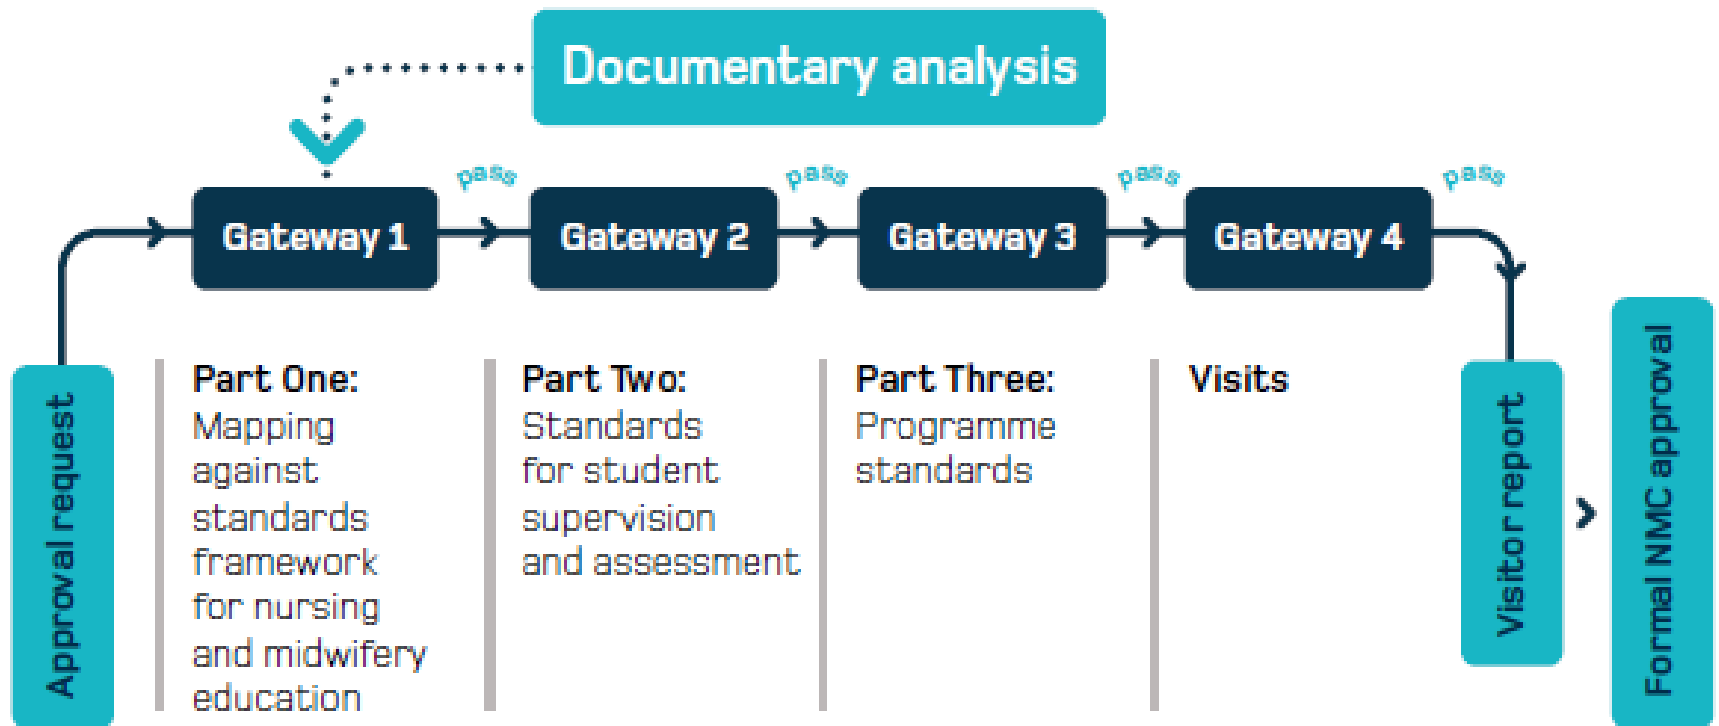 Documentary analysis
pass
pass
pass
pass
Gateway 1
Gateway 2
Gateway 3
Gateway 4
Approval request
Part One:
Mapping
against
standards
framework
for nursing
and midwifery
education
Part Two:
Standards
for student
supervision
and assessment
Part Three:
Programme
standards
Visits
Visitor report
Formal NMC approval